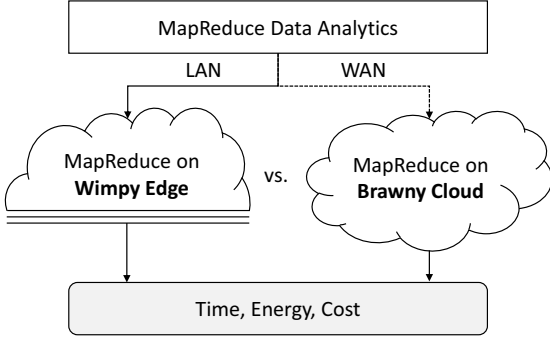 MapReduce Data Analytics
LAN
WAN
MapReduce on
Wimpy Edge
vs.
MapReduce on
Brawny Cloud
Time, Energy, Cost